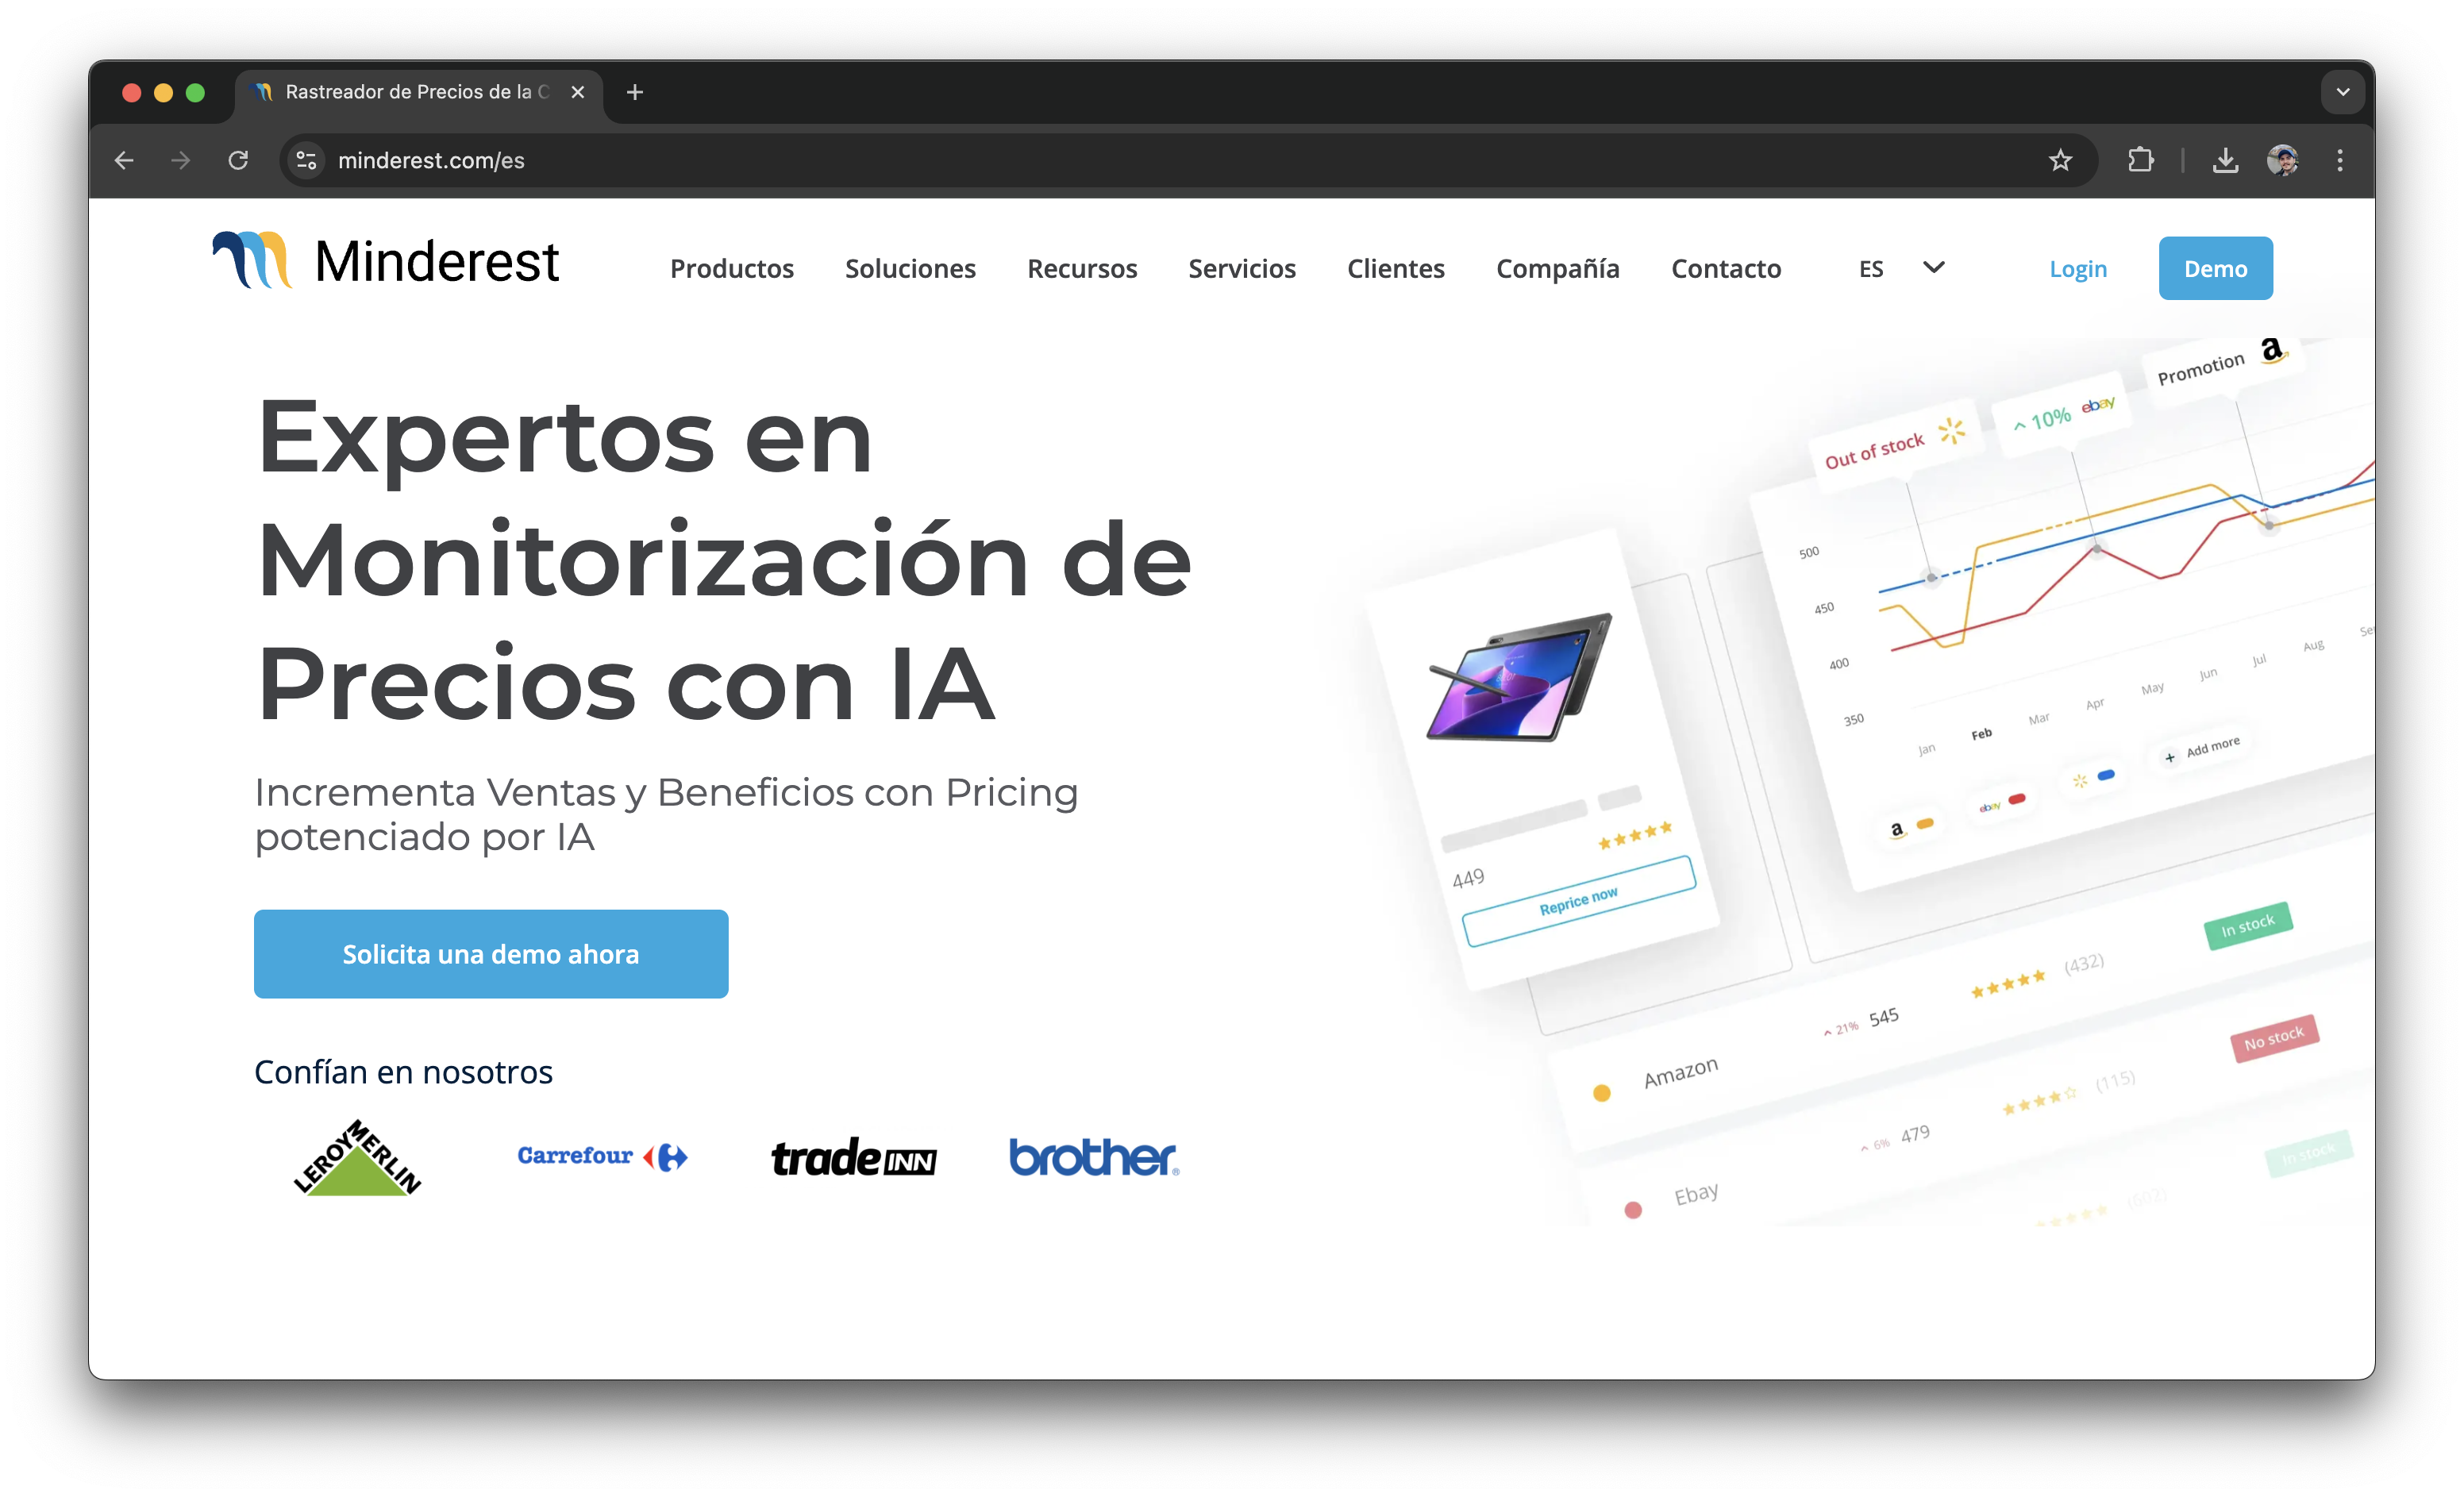 Rastreador de Precios de la C
minderest.com/es
Minderest
Productos
Soluciones
Recursos
Servicios
Clientes
Compañía
Contacto
ES
Login
Demo
Expertos en
Monitorización de
Precios con IA
Incrementa Ventas y Beneficios con Pricing
potenciado por IA
Solicita una demo ahora
Confían en nosotros
LEROY MERLIN
Carrefour
tradeINN
brother®
Out of stock
10% ebay
Promotion a
500
450
400
350
Jan Feb Mar Apr May Jun Jul Aug Se
a
ebay
+ Add more
449
Reprice now
Amazon 21% 545 (432) In stock
Ebay 6% 479 (115) No stock
(602) In stock